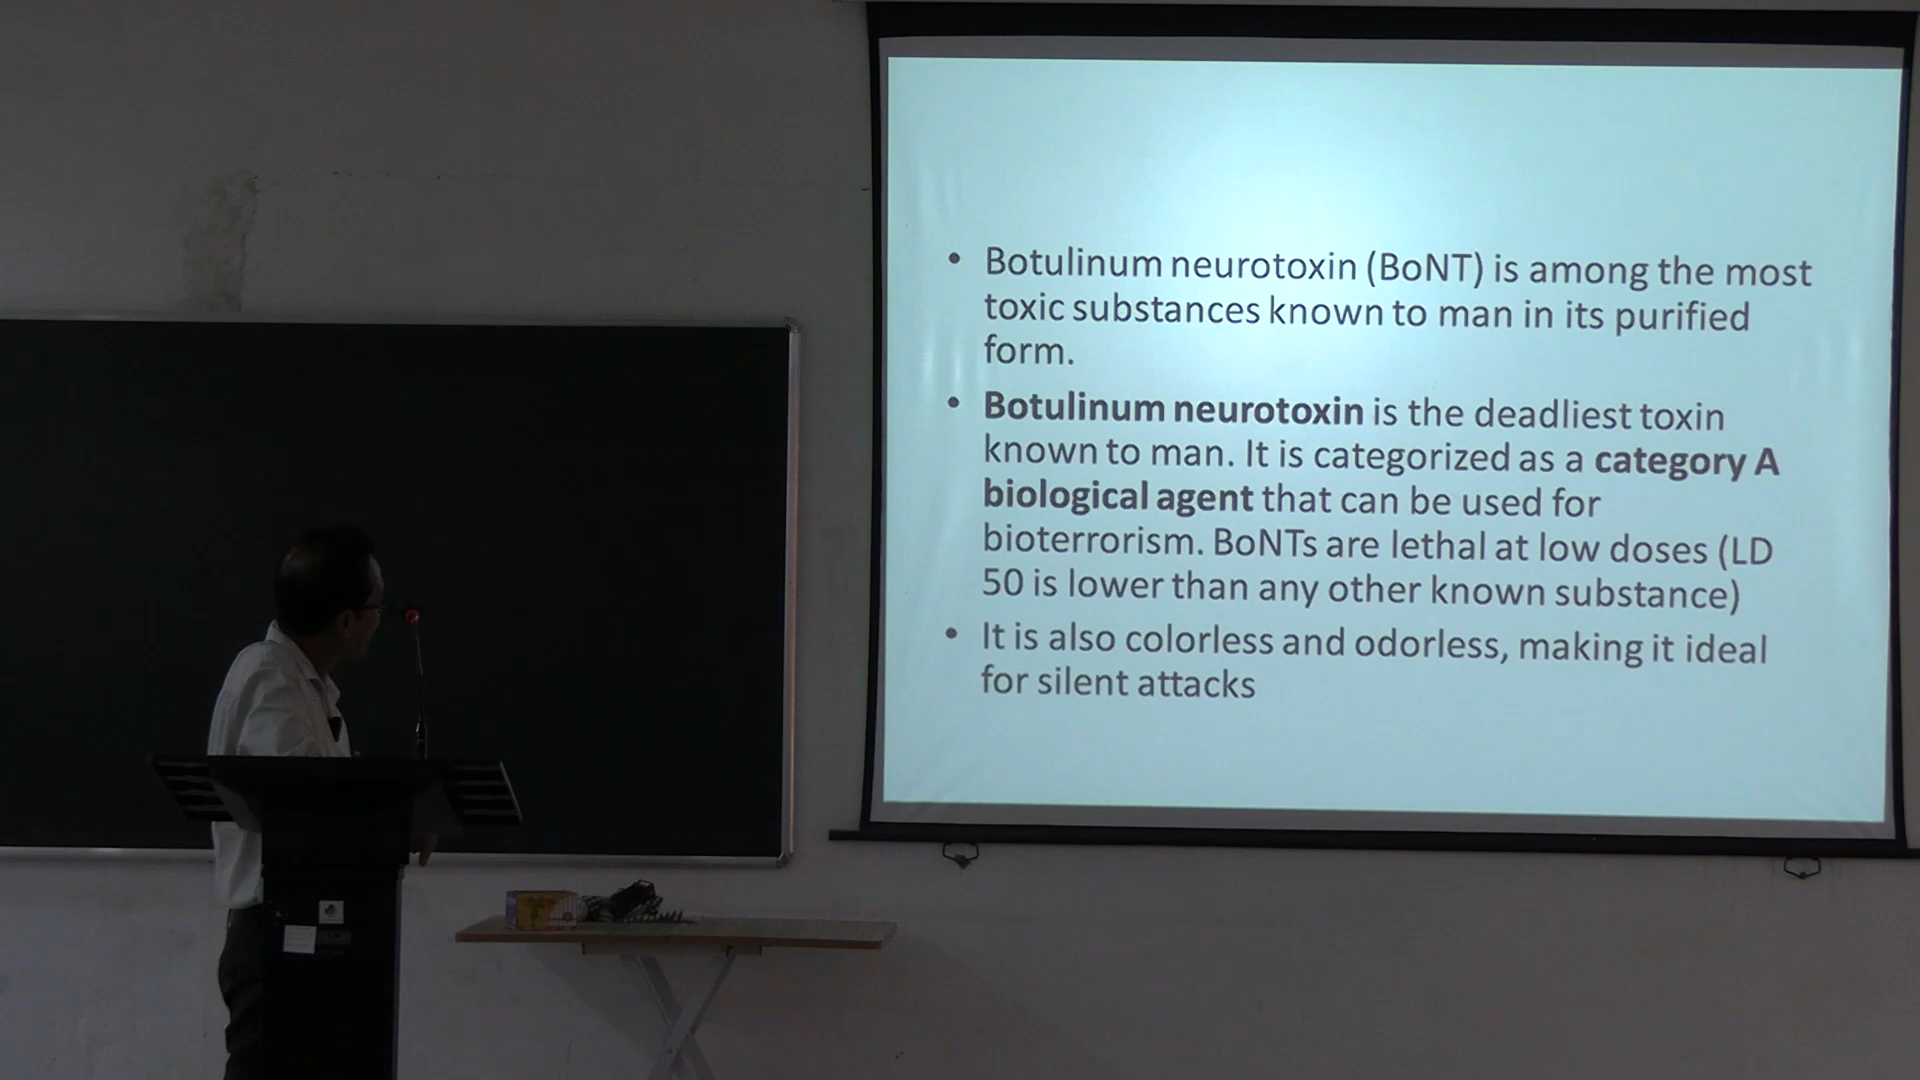 • Botulinum neurotoxin (BoNT) is among the most
toxic substances known to man in its purified
form.
• Botulinum neurotoxin is the deadliest toxin
known to man. It is categorized as a category A
biological agent that can be used for
bioterrorism. BoNTs are lethal at low doses (LD
50 is lower than any other known substance)
• It is also colorless and odorless, making it ideal
for silent attacks